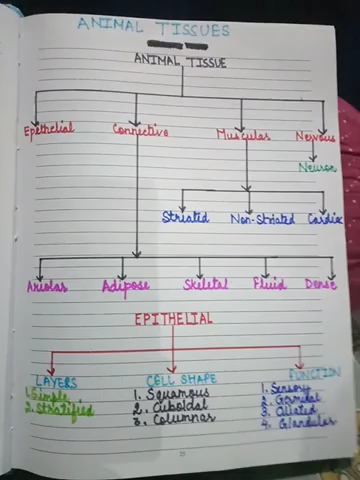 ANIMAL TISSUES
ANIMAL TISSUE
Epethelial Connective Muscular Nervous
Neuron
Striated Non-Striated Cardiac
Areolar Adipose Skeletal Fluid Dense
EPITHELIAL
LAYERS CELL SHAPE FUNCTION
1. Simple 1. Squamous 1. Sensory
2. Stratified 2. Cuboidal 2. Germinal
3. Columnar 3. Ciliated
4. Glandular